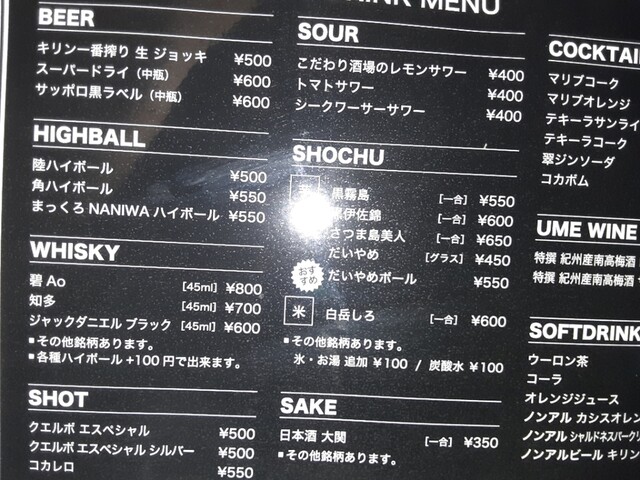 DRINK MENU
BEER
キリン一番搾り 生 ジョッキ ¥500
スーパードライ（中瓶） ¥600
サッポロ黒ラベル（中瓶） ¥600
HIGHBALL
陸ハイボール ¥500
角ハイボール ¥550
まっくろ NANIWA ハイボール ¥550
WHISKY
碧 Ao [45ml] ¥800
知多 [45ml] ¥700
ジャックダニエル ブラック [45ml] ¥600
■その他銘柄あります。
■各種ハイボール +100 円で出来ます。
SHOT
クエルボ エスペシャル ¥500
クエルボ エスペシャル シルバー ¥500
コカレロ ¥550
SOUR
こだわり酒場のレモンサワー ¥400
トマトサワー ¥400
シークワーサーサワー ¥400
SHOCHU
黒霧島 [一合] ¥550
伊佐錦 [一合] ¥600
さつま島美人 [一合] ¥650
だいやめ [グラス] ¥450
おすすめ だいやめボール ¥550
米 白岳しろ [一合] ¥600
■その他銘柄あります。
氷・お湯 追加 ¥100 / 炭酸水 ¥100
SAKE
日本酒 大関 [一合] ¥350
■その他銘柄あります。
COCKTAI
マリブコーク
マリブオレンジ
テキーラサンライ
テキーラコーク
翠ジンソーダ
コカボム
UME WINE
特撰 紀州産南高梅酒
特撰 紀州産南高梅酒
SOFTDRINK
ウーロン茶
コーラ
オレンジジュース
ノンアル カシスオレン
ノンアル シャルドネスパークリ
ノンアルビール キリン